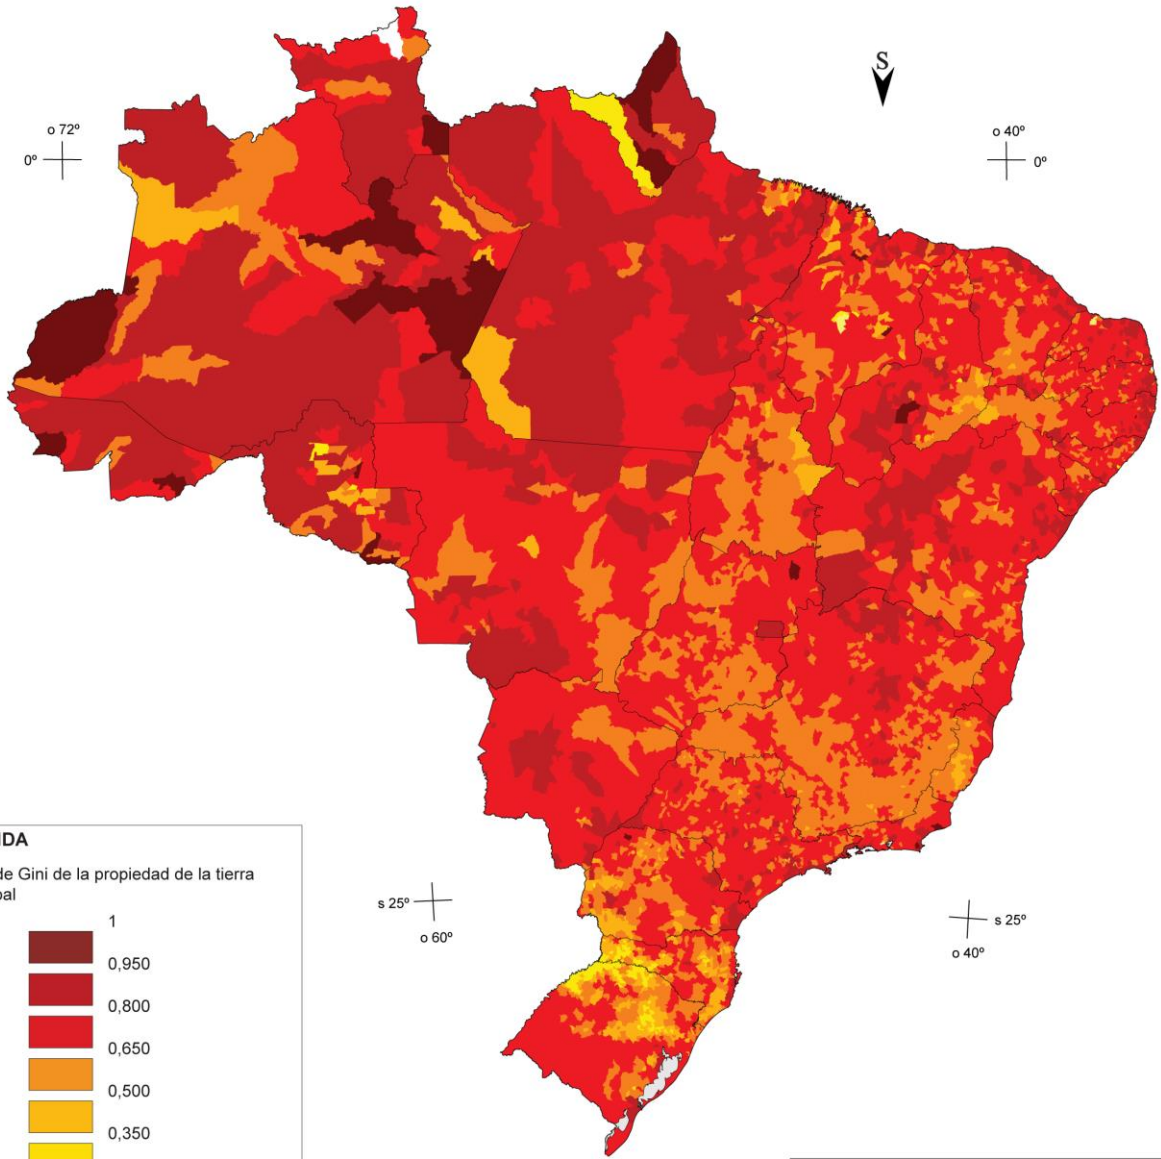 S
o 72º
0º
o 40º
0º
NDA
de Gini de la propiedad de la tierra
pal
1
0,950
0,800
0,650
0,500
0,350
s 25º
o 60º
s 25º
o 40º